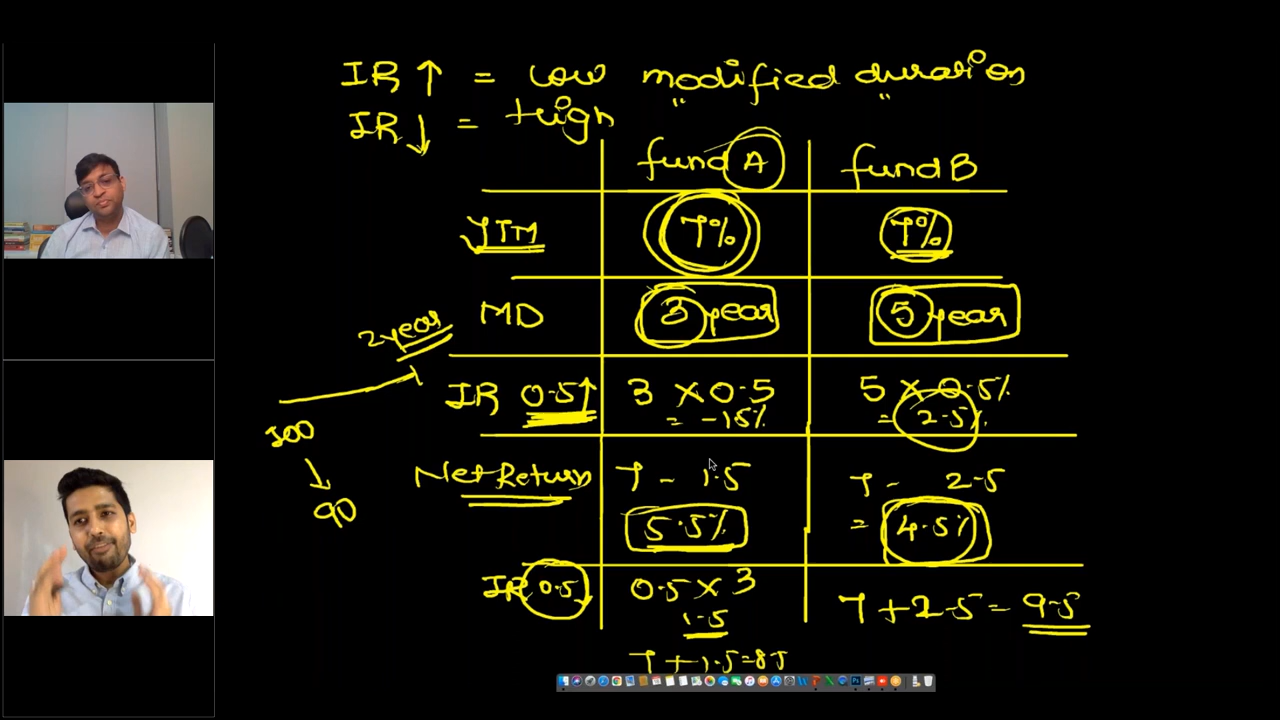 IR ↑ = Low modified duration
IR ↓ = High
fund A fund B
YTM 7% 7%
MD 3 year 5 year
2 year
IR 0.5↑ 3 × 0.5 5 × 0.5%
= -1.5% = 2.5%
100
90
Net Return 7 - 1.5 7 - 2.5
5.5% = 4.5%
IR 0.5↓ 0.5 × 3 7 + 2.5 = 9.5
1.5
7 + 1.5 = 8.5